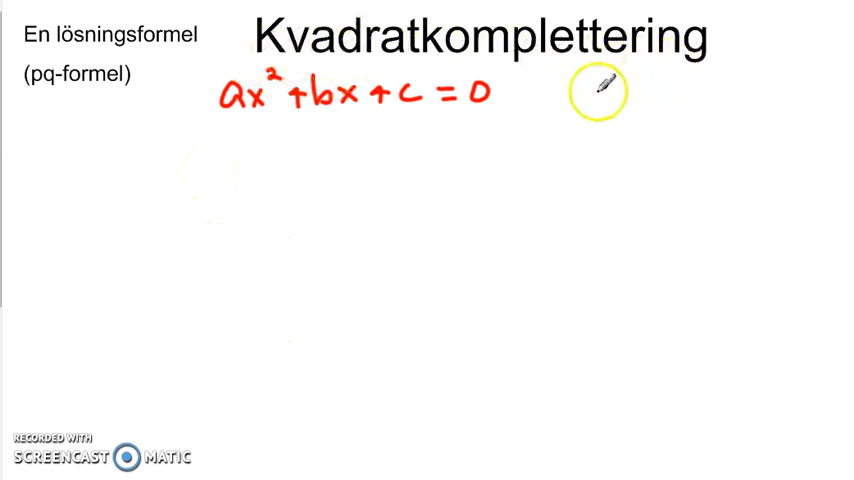 En lösningsformel
(pq-formel)
Kvadratkomplettering
ax² + bx + c = 0
RECORDED WITH
SCREENCAST MATIC